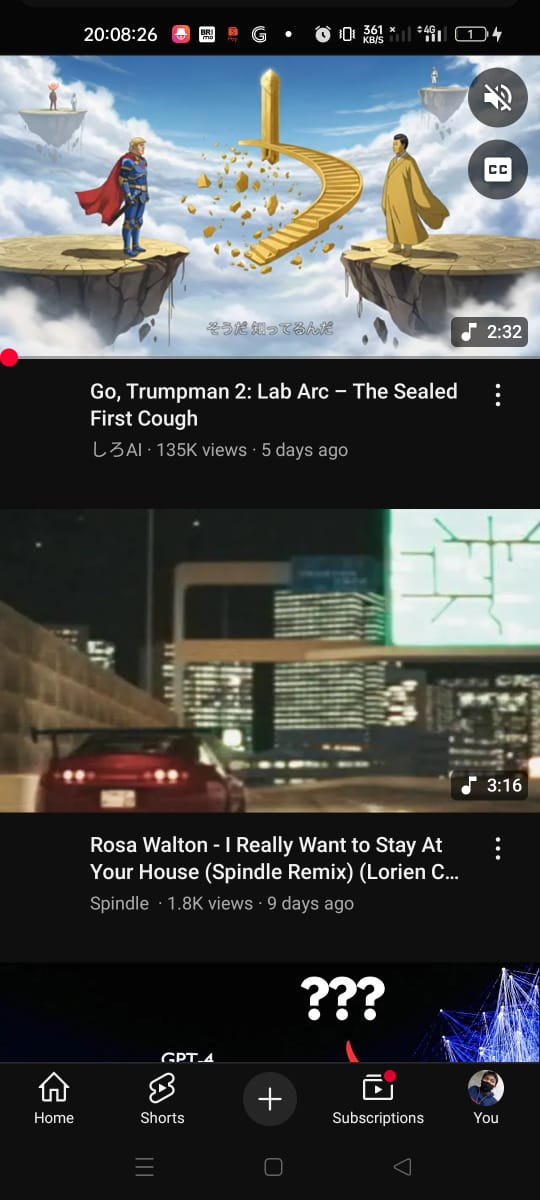 20:08:26
BRI
mo
G
361
KB/S
4G
1
CC
そうだ 知ってるんだ
2:32
Go, Trumpman 2: Lab Arc – The Sealed
First Cough
しろAI · 135K views · 5 days ago
3:16
Rosa Walton - I Really Want to Stay At
Your House (Spindle Remix) (Lorien C...
Spindle · 1.8K views · 9 days ago
???
GPT-4
Home
Shorts
Subscriptions
You